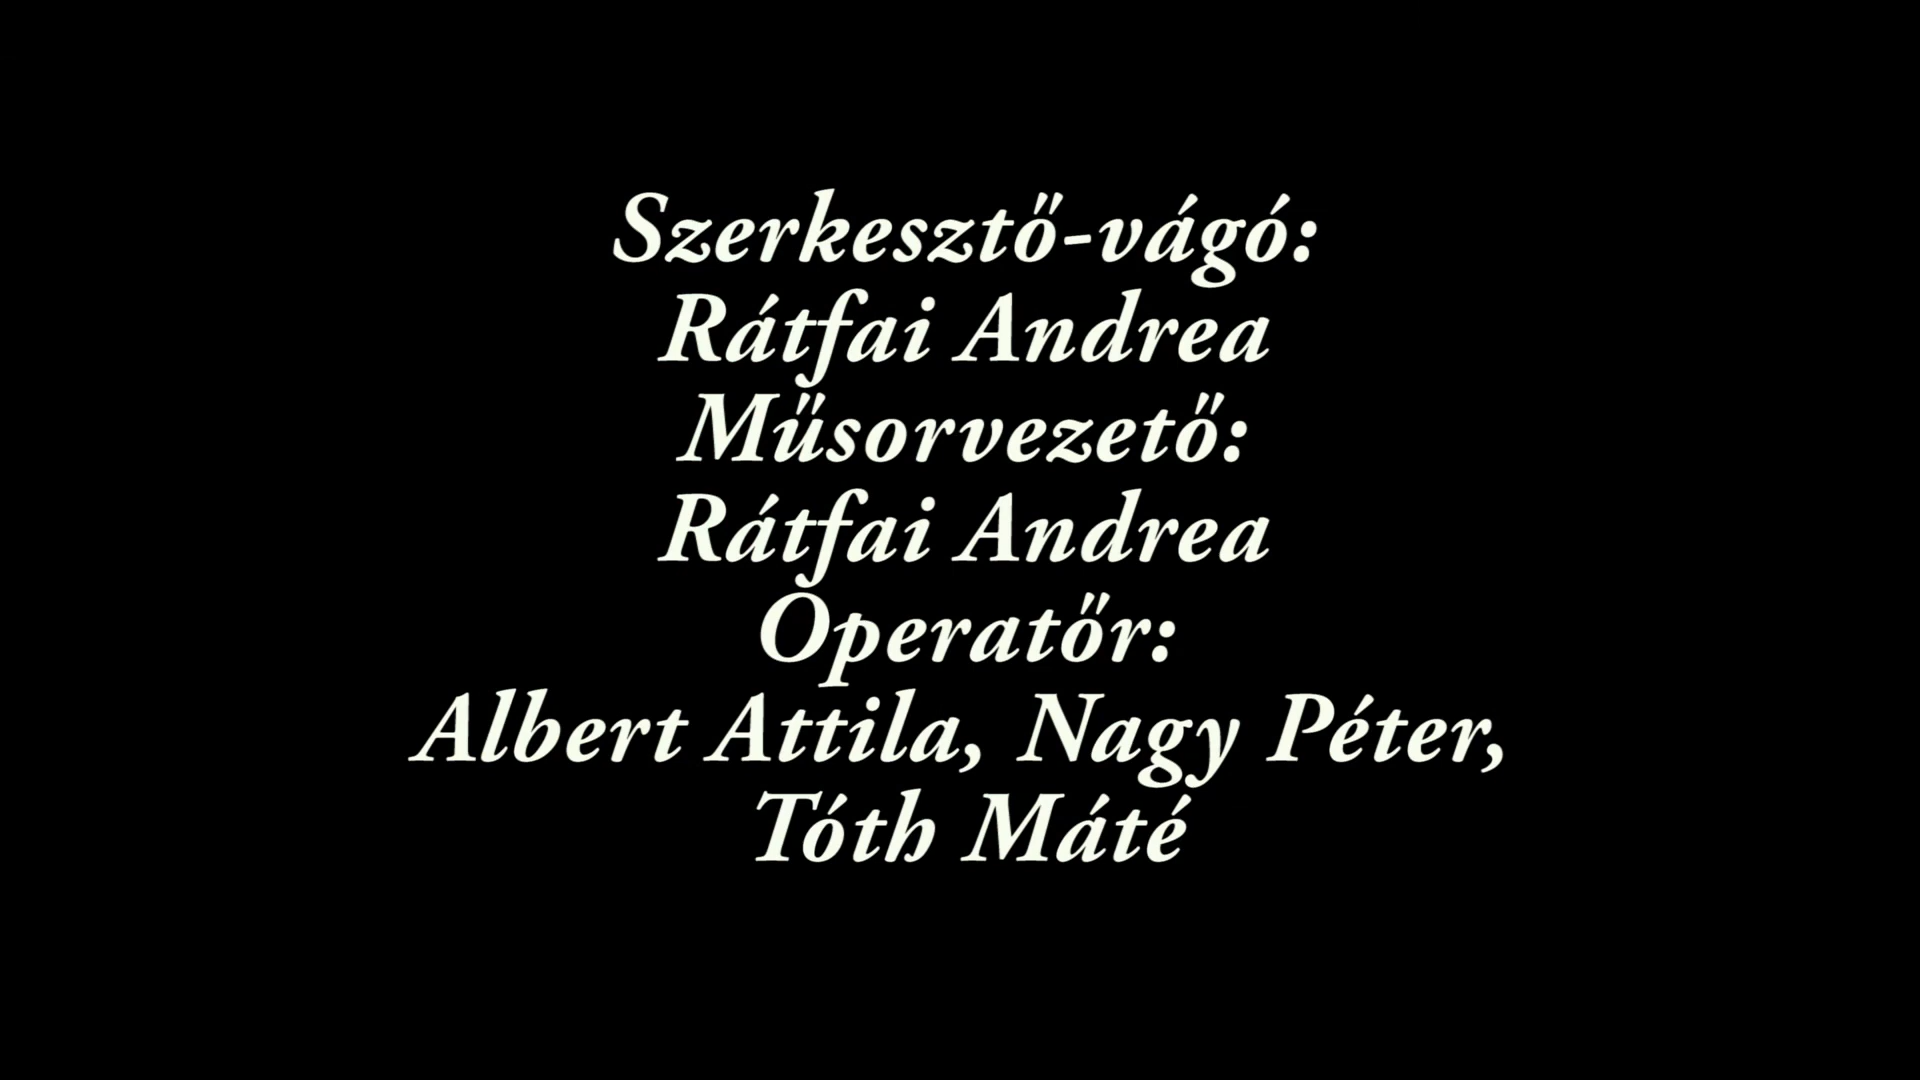 Szerkesztő-vágó:
Rátfai Andrea
Műsorvezető:
Rátfai Andrea
Operatőr:
Albert Attila, Nagy Péter,
Tóth Máté